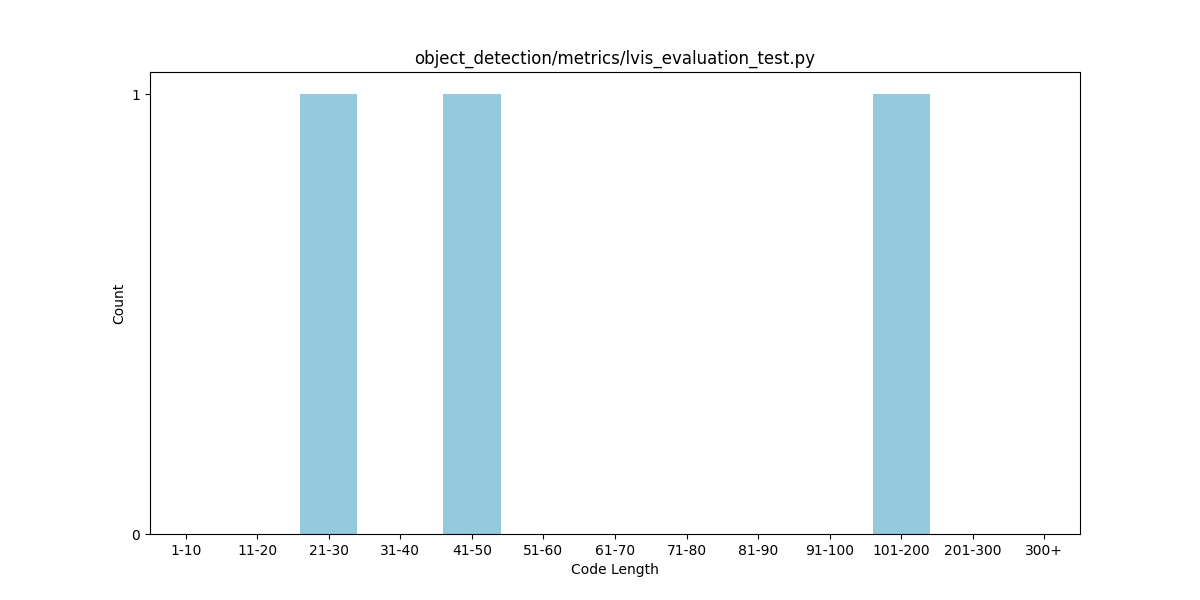 object_detection/metrics/lvis_evaluation_test.py
1
Count
0
1-10 11-20 21-30 31-40 41-50 51-60 61-70 71-80 81-90 91-100 101-200 201-300 300+
Code Length